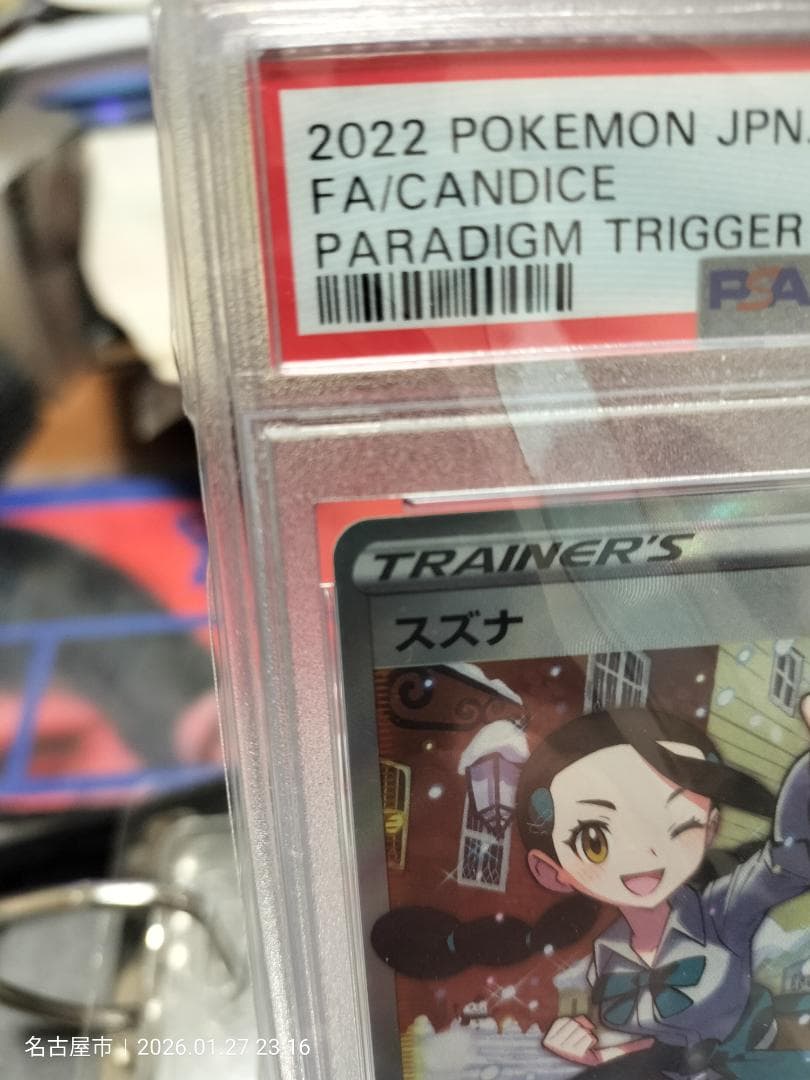 2022 POKEMON JPN.
FA/CANDICE
PARADIGM TRIGGER
PSA
TRAINER'S
スズナ
名古屋市 | 2026.01.27 23:16